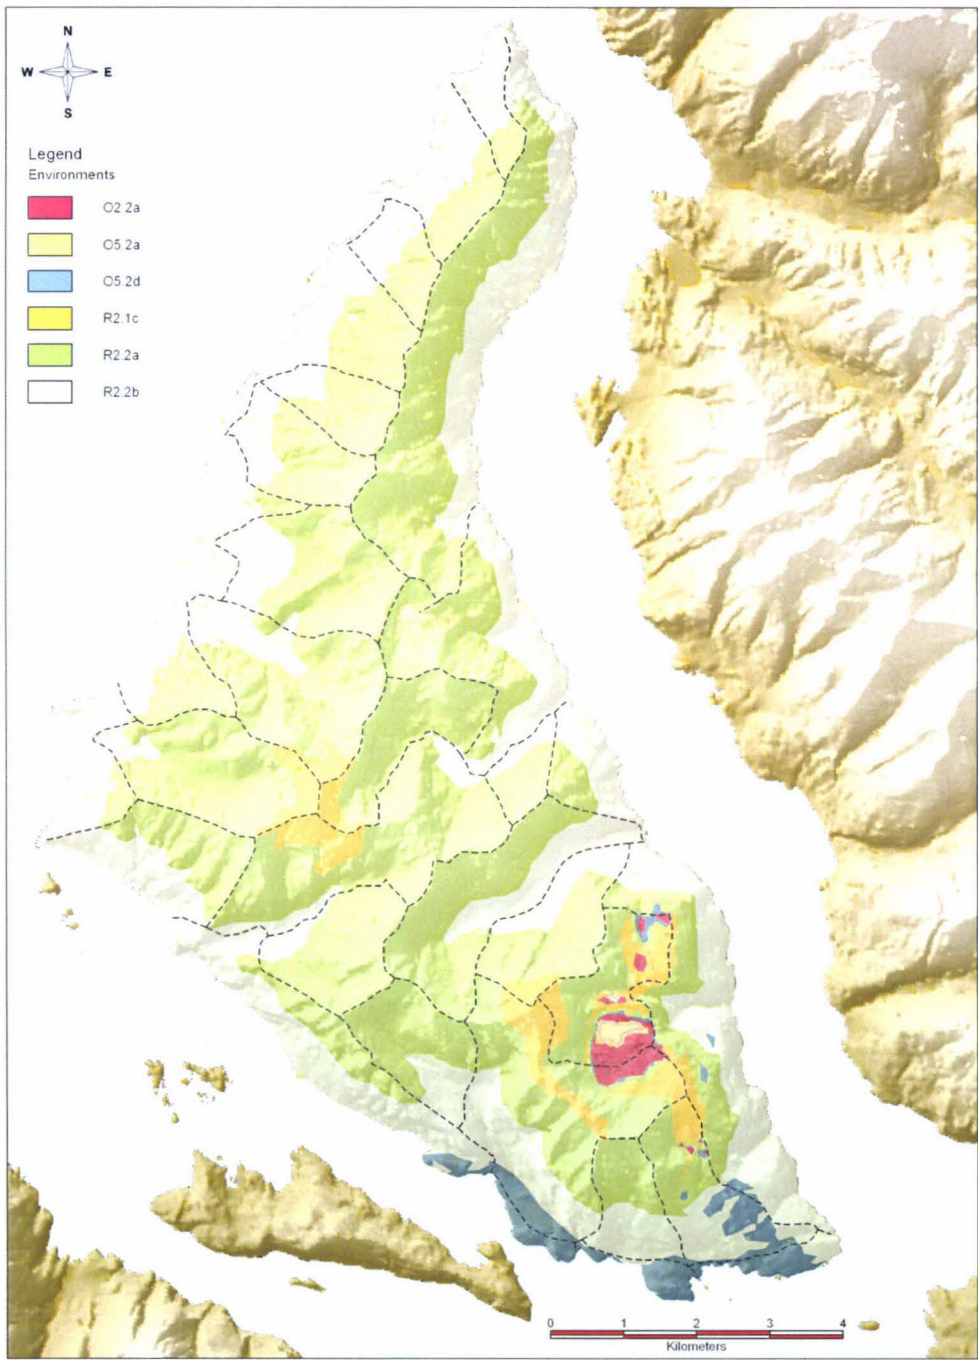 N
W E
S
Legend
Environments
O2.2a
O5.2a
O5.2d
R2.1c
R2.2a
R2.2b
0 1 2 3 4
Kilometers